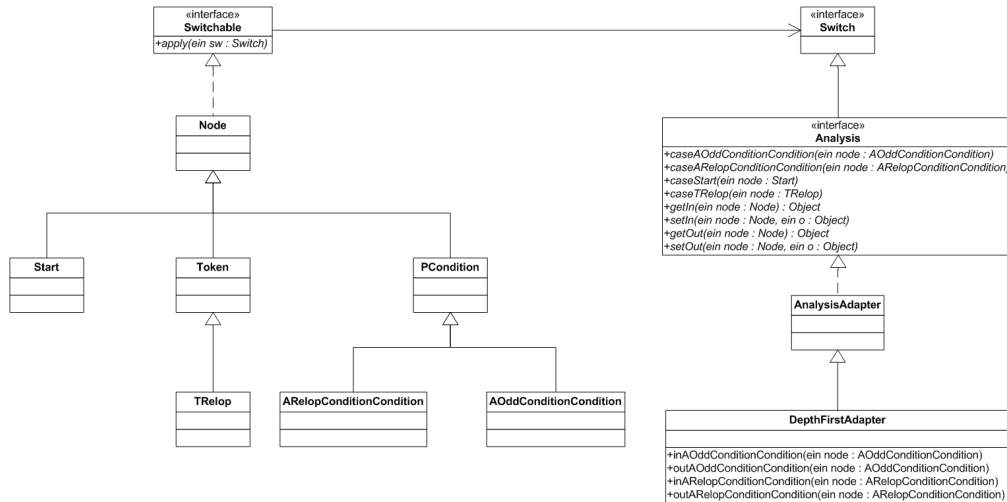 «interface»
Switchable
+apply(ein sw : Switch)
«interface»
Switch
Node
«interface»
Analysis
+caseAOddConditionCondition(ein node : AOddConditionCondition)
+caseARelopConditionCondition(ein node : ARelopConditionCondition)
+caseStart(ein node : Start)
+caseTRelop(ein node : TRelop)
+getIn(ein node : Node) : Object
+setIn(ein node : Node, ein o : Object)
+getOut(ein node : Node) : Object
+setOut(ein node : Node, ein o : Object)
Start
Token
PCondition
AnalysisAdapter
TRelop
ARelopConditionCondition
AOddConditionCondition
DepthFirstAdapter
+inAOddConditionCondition(ein node : AOddConditionCondition)
+outAOddConditionCondition(ein node : AOddConditionCondition)
+inARelopConditionCondition(ein node : ARelopConditionCondition)
+outARelopConditionCondition(ein node : ARelopConditionCondition)